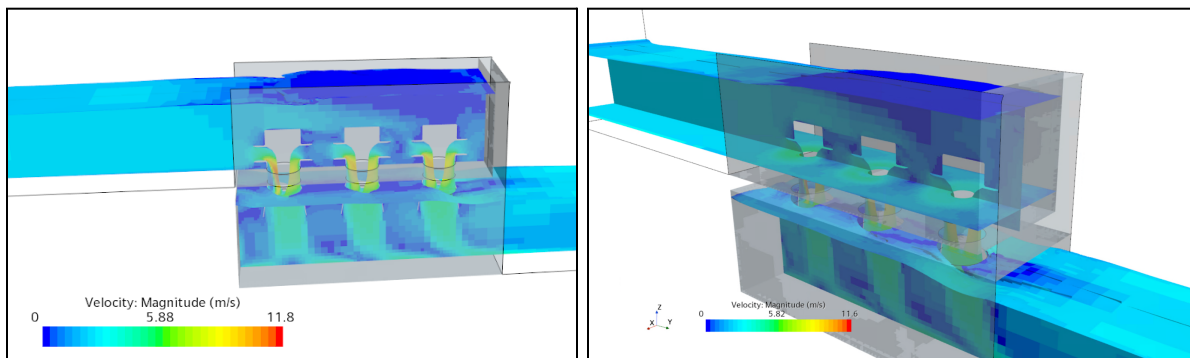 Velocity: Magnitude (m/s)
0 5.88 11.8
Z
X Y
Velocity: Magnitude (m/s)
0 5.82 11.6